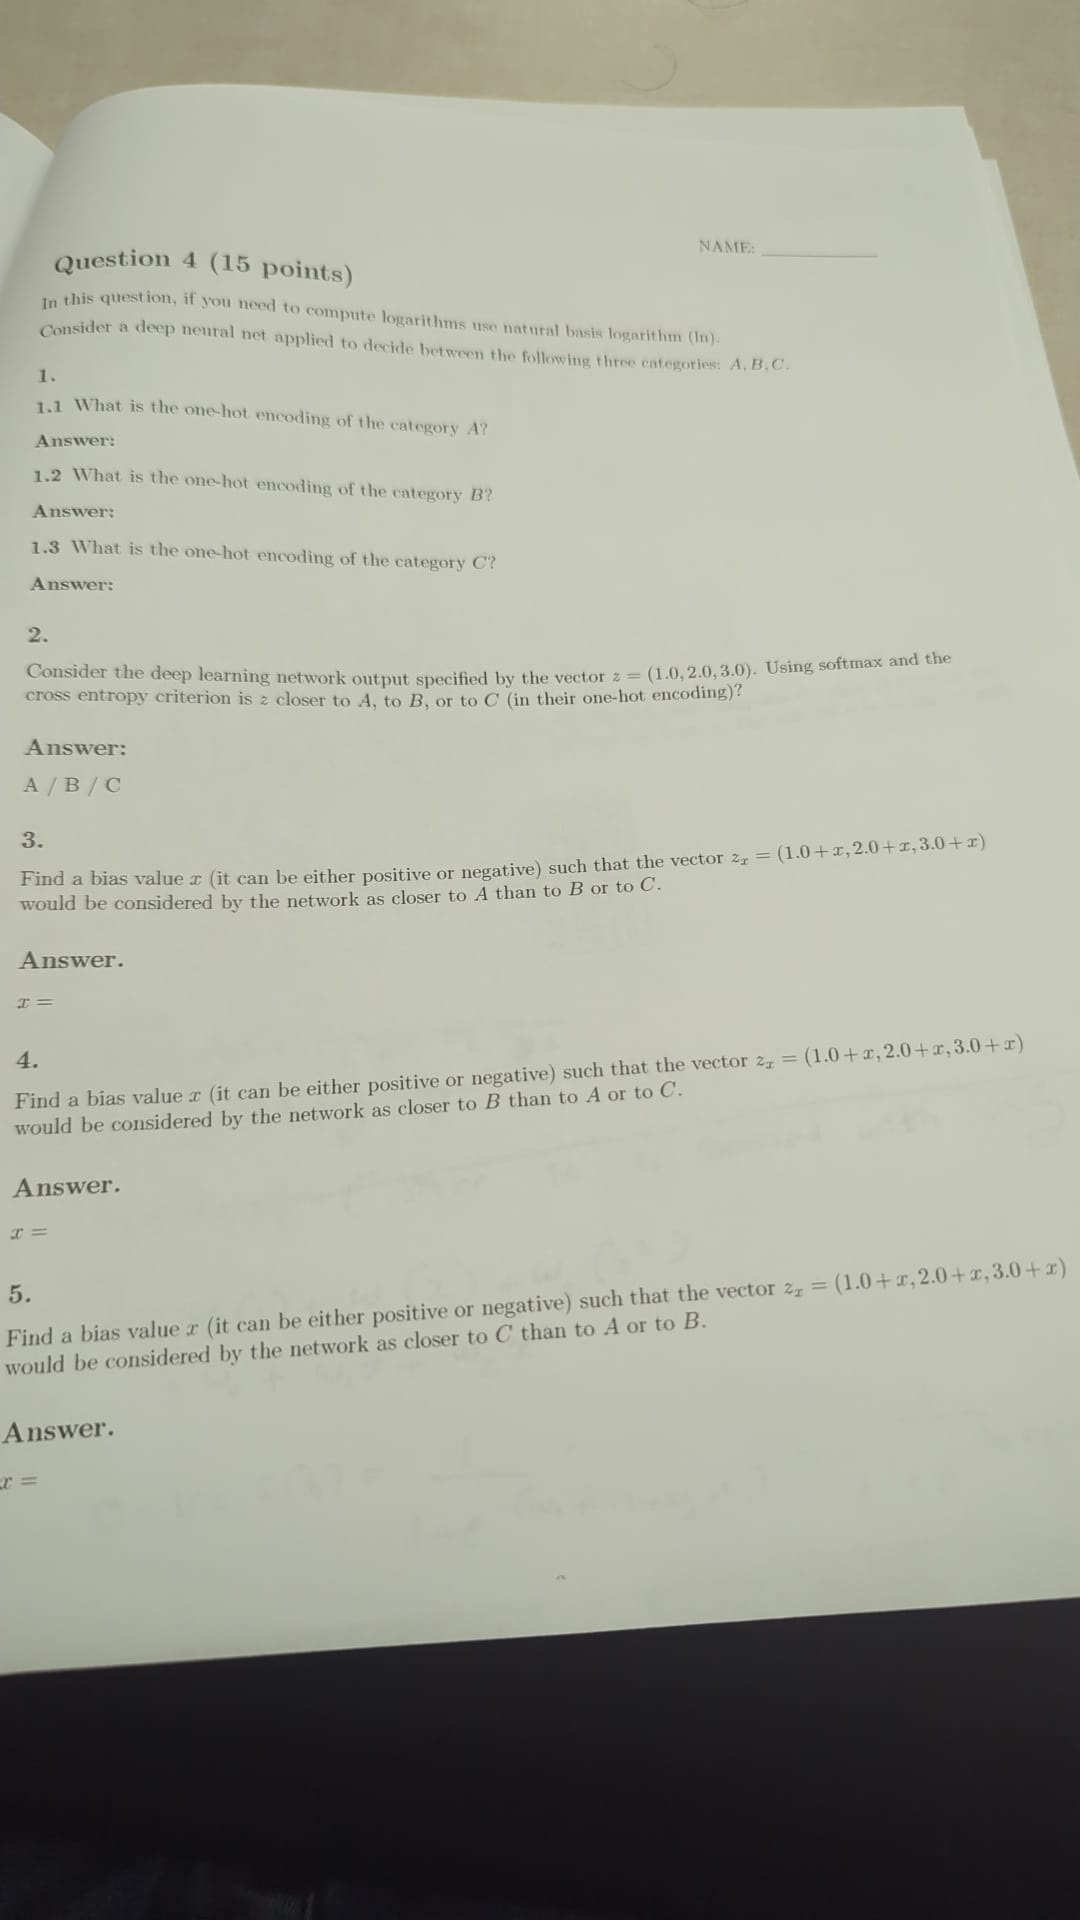 NAME:
Question 4 (15 points)
In this question, if you need to compute logarithms use natural basis logarithm (ln).
Consider a deep neural net applied to decide between the following three categories: A, B, C.
1.
1.1 What is the one-hot encoding of the category A?
Answer:
1.2 What is the one-hot encoding of the category B?
Answer:
1.3 What is the one-hot encoding of the category C?
Answer:
2.
Consider the deep learning network output specified by the vector z = (1.0, 2.0, 3.0). Using softmax and the
cross entropy criterion is z closer to A, to B, or to C (in their one-hot encoding)?
Answer:
A / B / C
3.
Find a bias value x (it can be either positive or negative) such that the vector zₓ = (1.0+x, 2.0+x, 3.0+x)
would be considered by the network as closer to A than to B or to C.
Answer.
x =
4.
Find a bias value x (it can be either positive or negative) such that the vector zₓ = (1.0+x, 2.0+x, 3.0+x)
would be considered by the network as closer to B than to A or to C.
Answer.
x =
5.
Find a bias value x (it can be either positive or negative) such that the vector zₓ = (1.0+x, 2.0+x, 3.0+x)
would be considered by the network as closer to C than to A or to B.
Answer.
x =